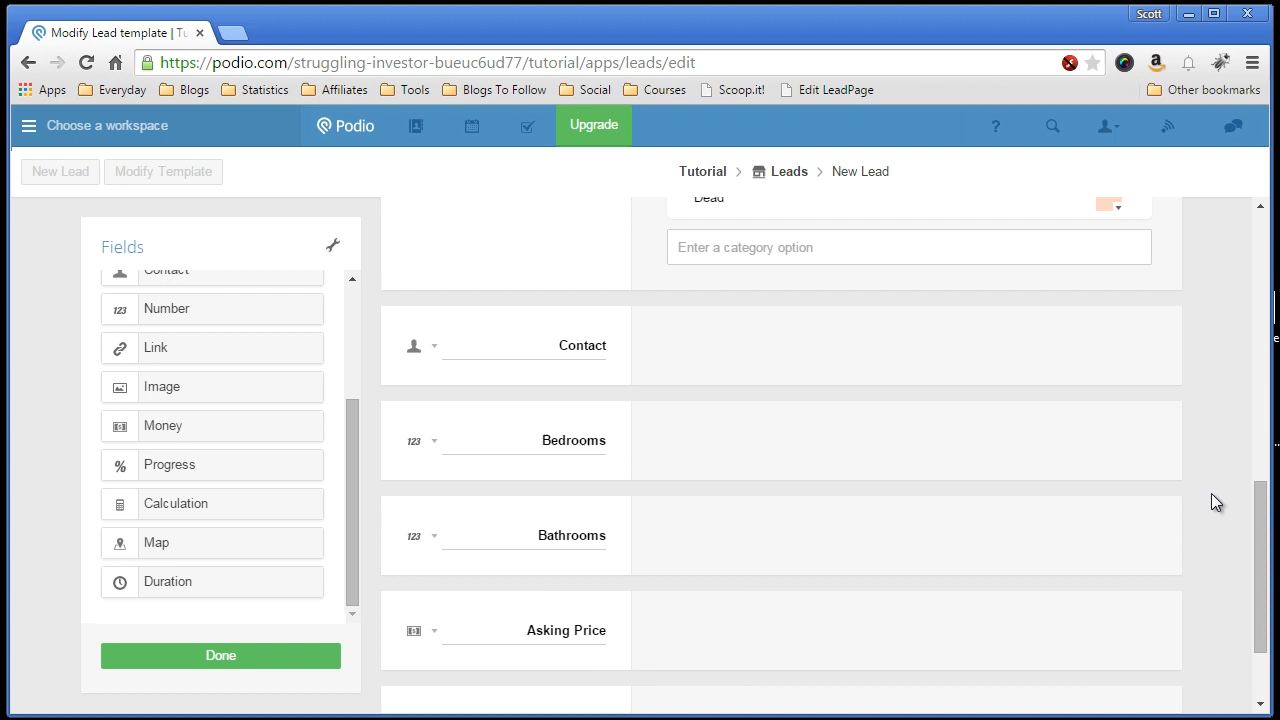 Scott
Modify Lead template | Tu
https://podio.com/struggling-investor-bueuc6ud77/tutorial/apps/leads/edit
Apps Everyday Blogs Statistics Affiliates Tools Blogs To Follow Social Courses Scoop.it! Edit LeadPage Other bookmarks
Choose a workspace Podio Upgrade ?
New Lead Modify Template Tutorial > Leads > New Lead
Dead
Fields
Enter a category option
Contact
123 Number
Contact
Link
Image
Money
123 Bedrooms
% Progress
Calculation
123 Bathrooms
Map
Duration
Asking Price
Done